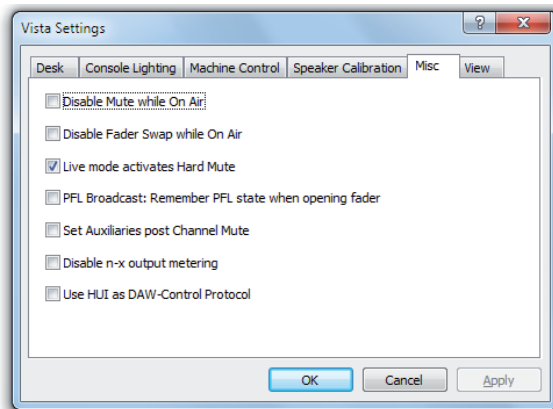 Vista Settings
Desk Console Lighting Machine Control Speaker Calibration Misc View
Disable Mute while On Air
Disable Fader Swap while On Air
Live mode activates Hard Mute
PFL Broadcast: Remember PFL state when opening fader
Set Auxiliaries post Channel Mute
Disable n-x output metering
Use HUI as DAW-Control Protocol
OK Cancel Apply